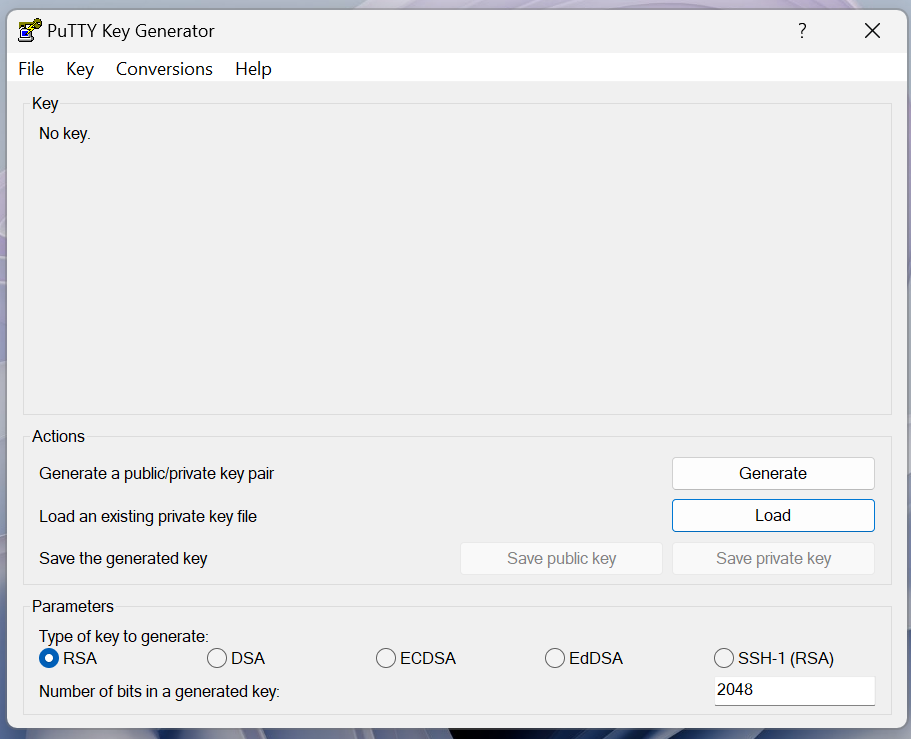 PuTTY Key Generator ?
File Key Conversions Help
Key
No key.
Actions
Generate a public/private key pair Generate
Load an existing private key file Load
Save the generated key Save public key Save private key
Parameters
Type of key to generate:
RSA DSA ECDSA EdDSA SSH-1 (RSA)
Number of bits in a generated key: 2048